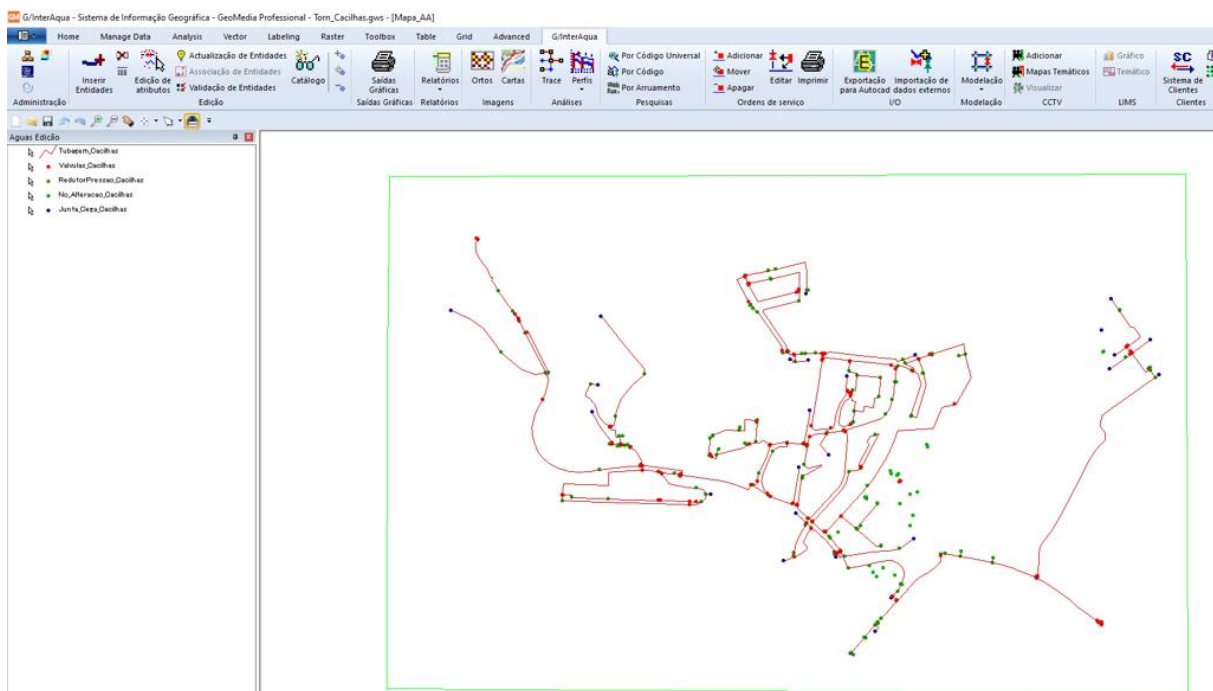 GM G/InterAqua - Sistema de Informação Geográfica - GeoMedia Professional - Torn_Cacilhas.gws - [Mapa_AA]
Home Manage Data Analysis Vector Labeling Raster Toolbox Table Grid Advanced G/InterAqua
Administração
Inserir Entidades
Edição de atributos
Actualização de Entidades
Associação de Entidades
Validação de Entidades
Catálogo
Edição
Saídas Gráficas
Saídas Gráficas
Relatórios
Relatórios
Ortos Cartas
Imagens
Trace Perfis
Análises
Por Código Universal
Por Código
Por Arruamento
Pesquisas
Adicionar
Mover
Apagar
Editar Imprimir
Ordens de serviço
Exportação para Autocad
Importação de dados externos
I/O
Modelação
Modelação
Adicionar
Mapas Temáticos
Visualizar
CCTV
Gráfico
Temático
LIMS
SC
Sistema de Clientes
Clientes
Aguas Edição
Tubagem_Cacilhas
Valvulas_Cacilhas
RedutorPressao_Cacilhas
No_Alteracao_Cacilhas
Junta_Cega_Cacilhas